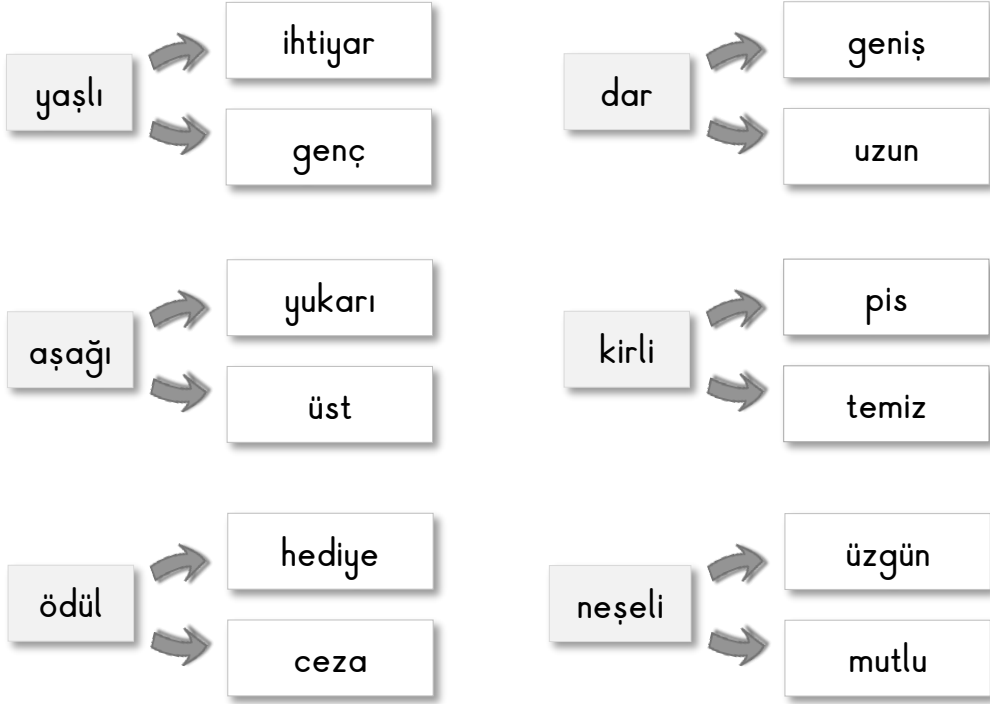 yaşlı
ihtiyar
genç
dar
geniş
uzun
aşağı
yukarı
üst
kirli
pis
temiz
ödül
hediye
ceza
neşeli
üzgün
mutlu